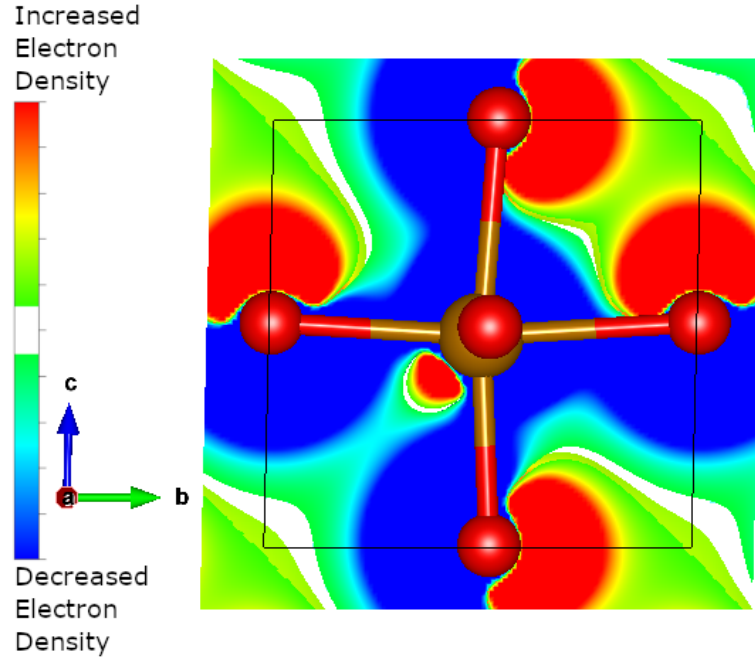 Increased
Electron
Density
c
a
b
Decreased
Electron
Density